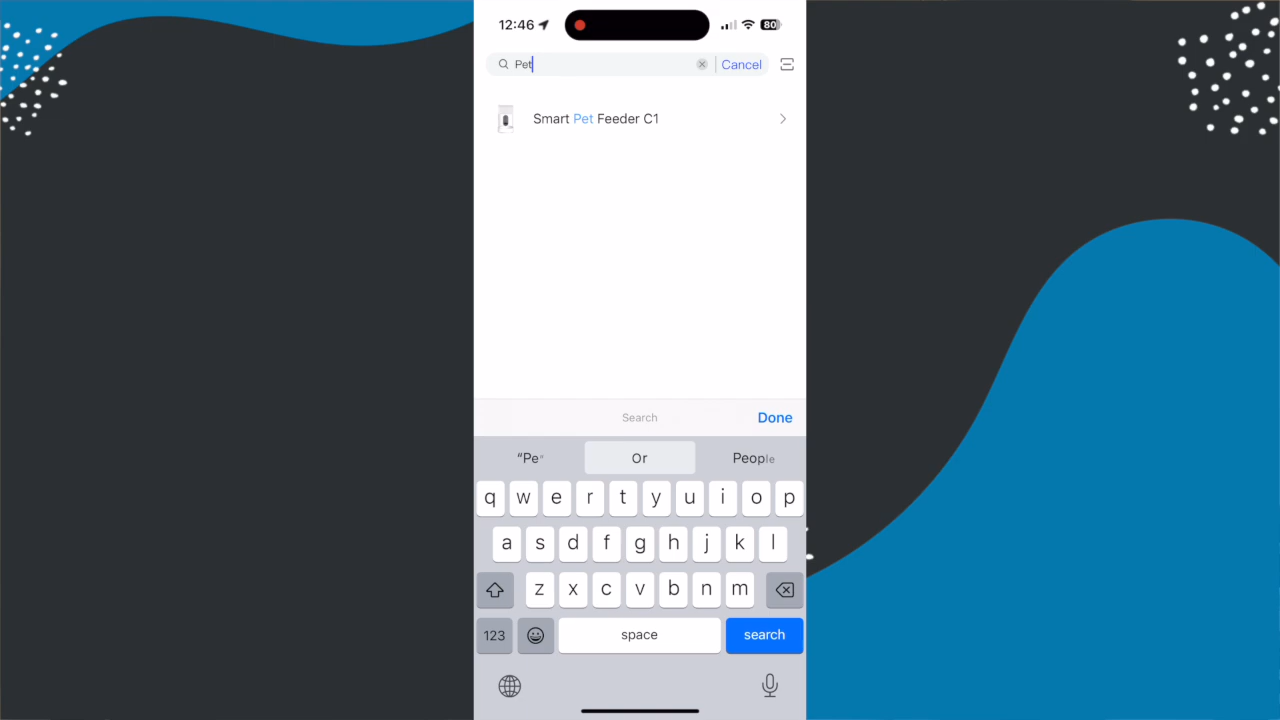 12:46
80
Pet
Cancel
Smart Pet Feeder C1
Search
Done
“Pe” Or People
q w e r t y u i o p
a s d f g h j k l
z x c v b n m
123 space search